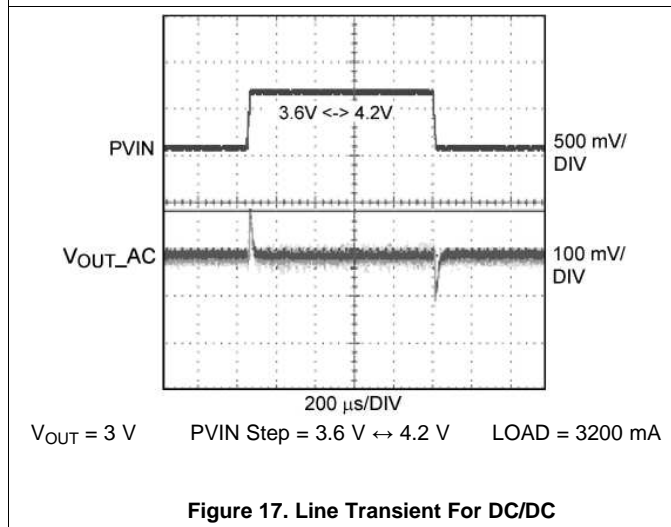 3.6V <-> 4.2V
PVIN
500 mV/
DIV
VOUT_AC
100 mV/
DIV
200 µs/DIV
VOUT = 3 V PVIN Step = 3.6 V ↔ 4.2 V LOAD = 3200 mA
Figure 17. Line Transient For DC/DC